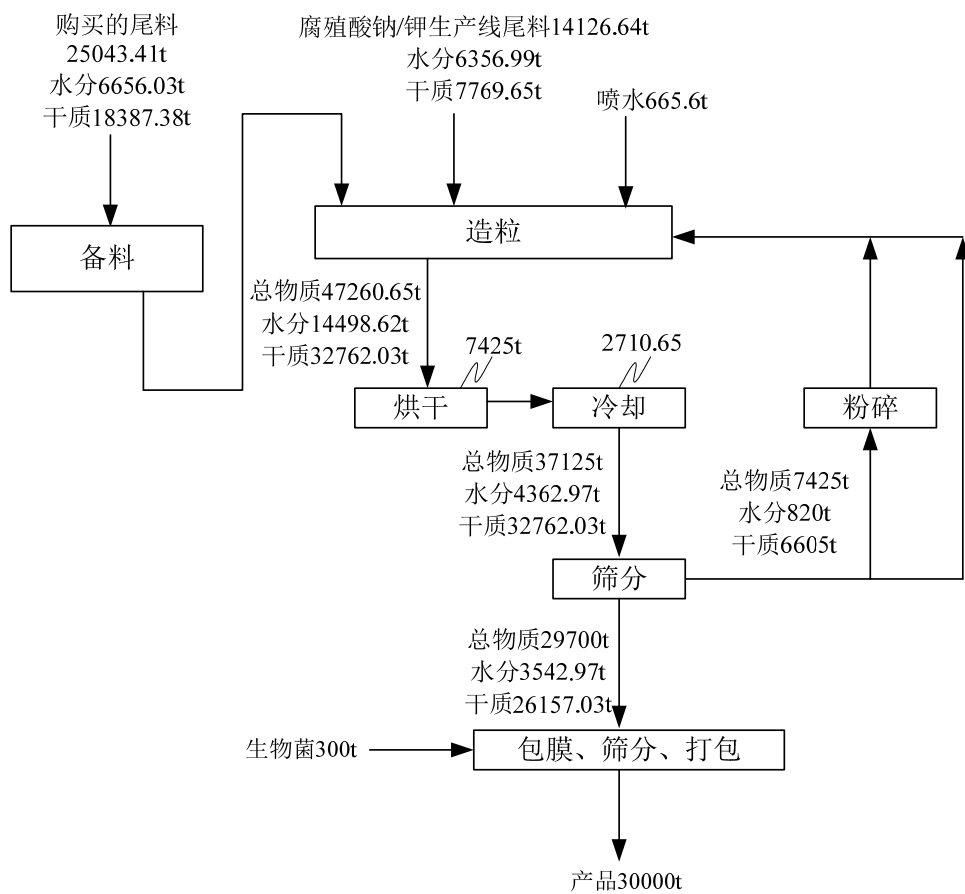 购买的尾料
25043.41t
水分6656.03t
干质18387.38t
腐殖酸钠/钾生产线尾料14126.64t
水分6356.99t
干质7769.65t
喷水665.6t
造粒
备料
总物质47260.65t
水分14498.62t
干质32762.03t
7425t
2710.65
烘干
冷却
粉碎
总物质37125t
水分4362.97t
干质32762.03t
总物质7425t
水分820t
干质6605t
筛分
总物质29700t
水分3542.97t
干质26157.03t
生物菌300t
包膜、筛分、打包
产品30000t